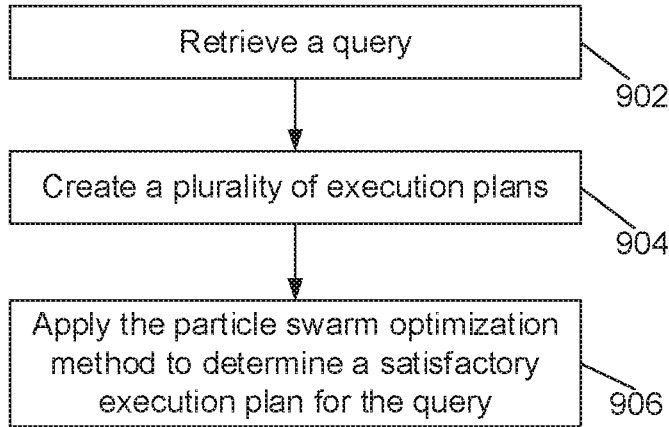 Retrieve a query
902
Create a plurality of execution plans
904
Apply the particle swarm optimization
method to determine a satisfactory
execution plan for the query
906